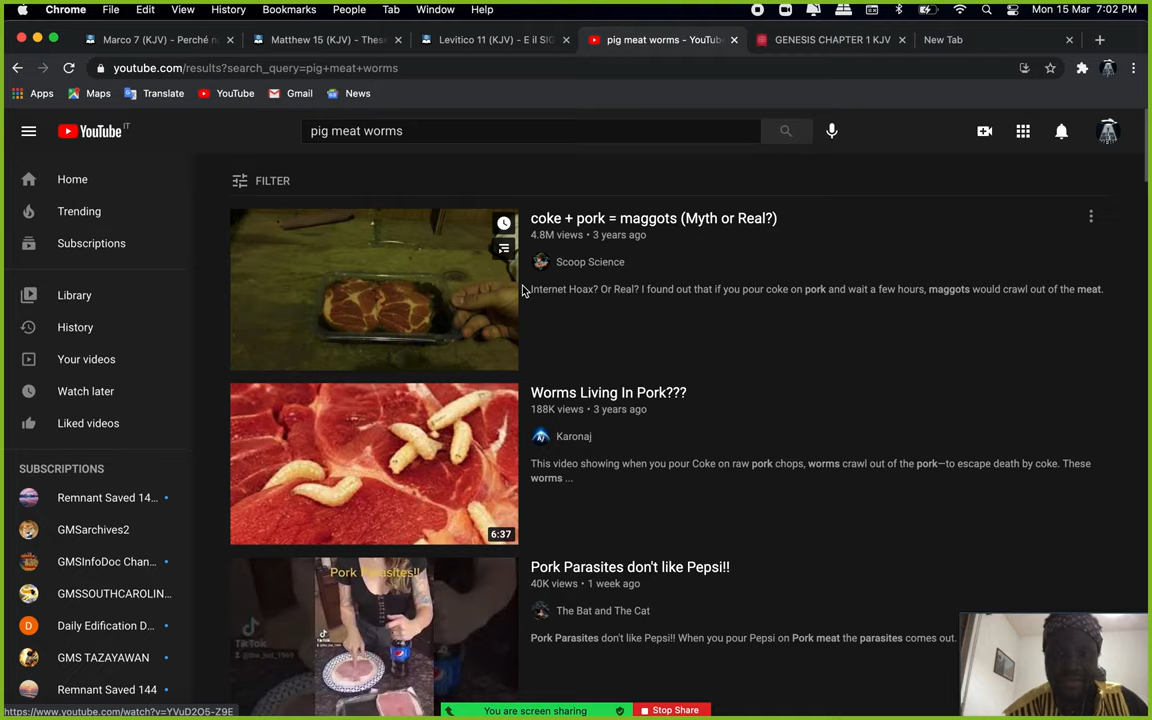 Chrome File Edit View History Bookmarks People Tab Window Help Mon 15 Mar 7:02 PM
Marco 7 (KJV) - Perché n Matthew 15 (KJV) - Thes Levitico 11 (KJV) - E il SIG pig meat worms - YouTub GENESIS CHAPTER 1 KJV New Tab
youtube.com/results?search_query=pig+meat+worms
Apps Maps Translate YouTube Gmail News
YouTube IT
pig meat worms
Home
Trending
Subscriptions
Library
History
Your videos
Watch later
Liked videos
SUBSCRIPTIONS
Remnant Saved 14...
GMSarchives2
GMSInfoDoc Chan...
GMSSOUTHCAROLIN...
Daily Edification D...
GMS TAZAYAWAN
Remnant Saved 144
FILTER
coke + pork = maggots (Myth or Real?)
4.8M views • 3 years ago
Scoop Science
Internet Hoax? Or Real? I found out that if you pour coke on pork and wait a few hours, maggots would crawl out of the meat.
6:37
Worms Living In Pork???
188K views • 3 years ago
Karonaj
This video showing when you pour Coke on raw pork chops, worms crawl out of the pork—to escape death by coke. These
worms ...
Pork Parasites!!
TikTok
TikTok
Pork Parasites don't like Pepsi!!
40K views • 1 week ago
The Bat and The Cat
Pork Parasites don't like Pepsi!! When you pour Pepsi on Pork meat the parasites comes out.
https://www.youtube.com/watch?v=YVuD2O5-Z9E
You are screen sharing Stop Share